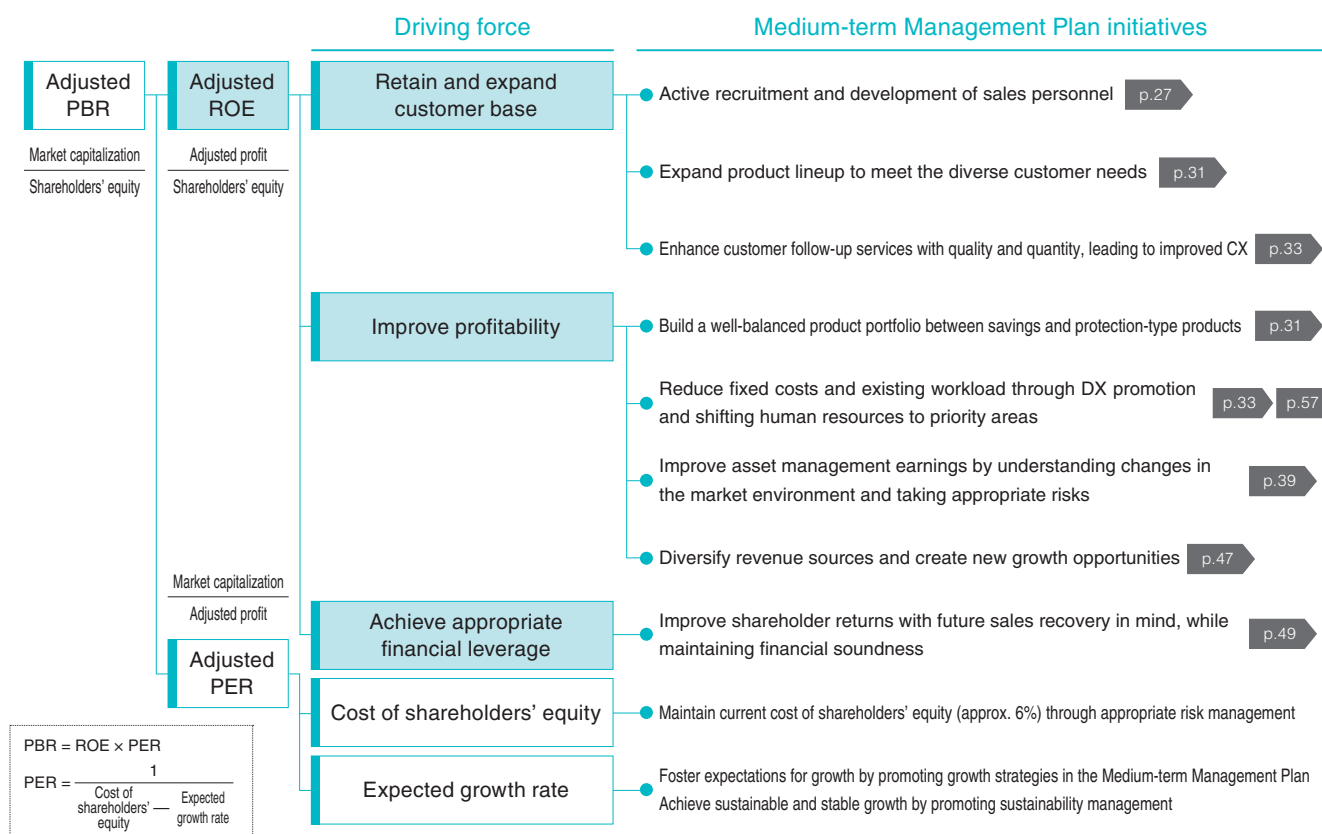 Driving force
Medium-term Management Plan initiatives
Adjusted
PBR
Market capitalization
Shareholders’ equity
Adjusted
ROE
Adjusted profit
Shareholders’ equity
Retain and expand
customer base
Active recruitment and development of sales personnel p.27
Expand product lineup to meet the diverse customer needs p.31
Enhance customer follow-up services with quality and quantity, leading to improved CX p.33
Improve profitability
Build a well-balanced product portfolio between savings and protection-type products p.31
Reduce fixed costs and existing workload through DX promotion
and shifting human resources to priority areas p.33 p.57
Improve asset management earnings by understanding changes in
the market environment and taking appropriate risks p.39
Diversify revenue sources and create new growth opportunities p.47
Achieve appropriate
financial leverage
Improve shareholder returns with future sales recovery in mind, while
maintaining financial soundness p.49
Market capitalization
Adjusted profit
Adjusted
PER
Cost of shareholders’ equity
Maintain current cost of shareholders’ equity (approx. 6%) through appropriate risk management
Expected growth rate
Foster expectations for growth by promoting growth strategies in the Medium-term Management Plan
Achieve sustainable and stable growth by promoting sustainability management
PBR = ROE × PER
PER =
1
Cost of
shareholders’
equity
—
Expected
growth rate